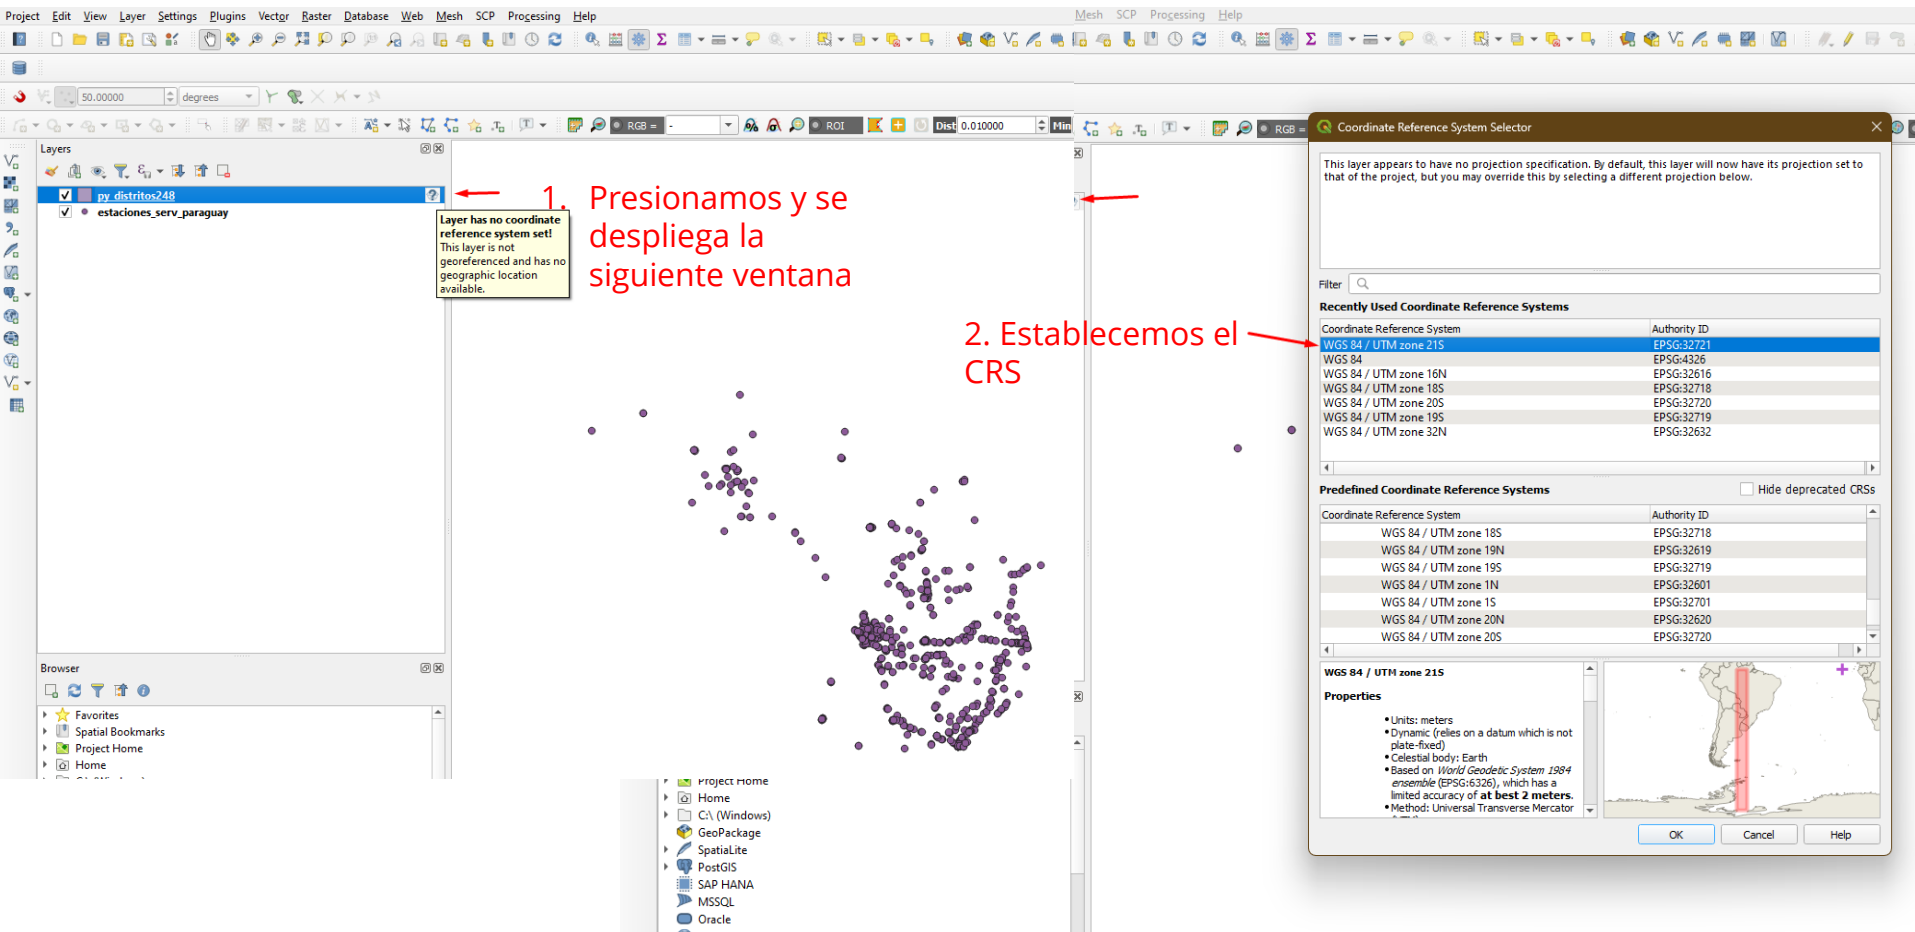 Project Edit View Layer Settings Plugins Vector Raster Database Web Mesh SCP Processing Help
Mesh SCP Processing Help
50.00000 degrees
RGB = - ROI Dist 0.010000 Min
RGB =
Layers
py_distritos248
estaciones_serv_paraguay
Layer has no coordinate
reference system set!
This layer is not
georeferenced and has no
geographic location
available.
1. Presionamos y se
despliega la
siguiente ventana
2. Establecemos el
CRS
Browser
Favorites
Spatial Bookmarks
Project Home
Home
Project Home
Home
C:\ (Windows)
GeoPackage
SpatiaLite
PostGIS
SAP HANA
MSSQL
Oracle
Coordinate Reference System Selector
This layer appears to have no projection specification. By default, this layer will now have its projection set to
that of the project, but you may override this by selecting a different projection below.
Filter
Recently Used Coordinate Reference Systems
Coordinate Reference System Authority ID
WGS 84 / UTM zone 21S EPSG:32721
WGS 84 EPSG:4326
WGS 84 / UTM zone 16N EPSG:32616
WGS 84 / UTM zone 18S EPSG:32718
WGS 84 / UTM zone 20S EPSG:32720
WGS 84 / UTM zone 19S EPSG:32719
WGS 84 / UTM zone 32N EPSG:32632
Predefined Coordinate Reference Systems Hide deprecated CRSs
Coordinate Reference System Authority ID
WGS 84 / UTM zone 18S EPSG:32718
WGS 84 / UTM zone 19N EPSG:32619
WGS 84 / UTM zone 19S EPSG:32719
WGS 84 / UTM zone 1N EPSG:32601
WGS 84 / UTM zone 1S EPSG:32701
WGS 84 / UTM zone 20N EPSG:32620
WGS 84 / UTM zone 20S EPSG:32720
WGS 84 / UTM zone 21S
Properties
•Units: meters
•Dynamic (relies on a datum which is not
plate-fixed)
•Celestial body: Earth
•Based on World Geodetic System 1984
ensemble (EPSG:6326), which has a
limited accuracy of at best 2 meters.
•Method: Universal Transverse Mercator
OK Cancel Help